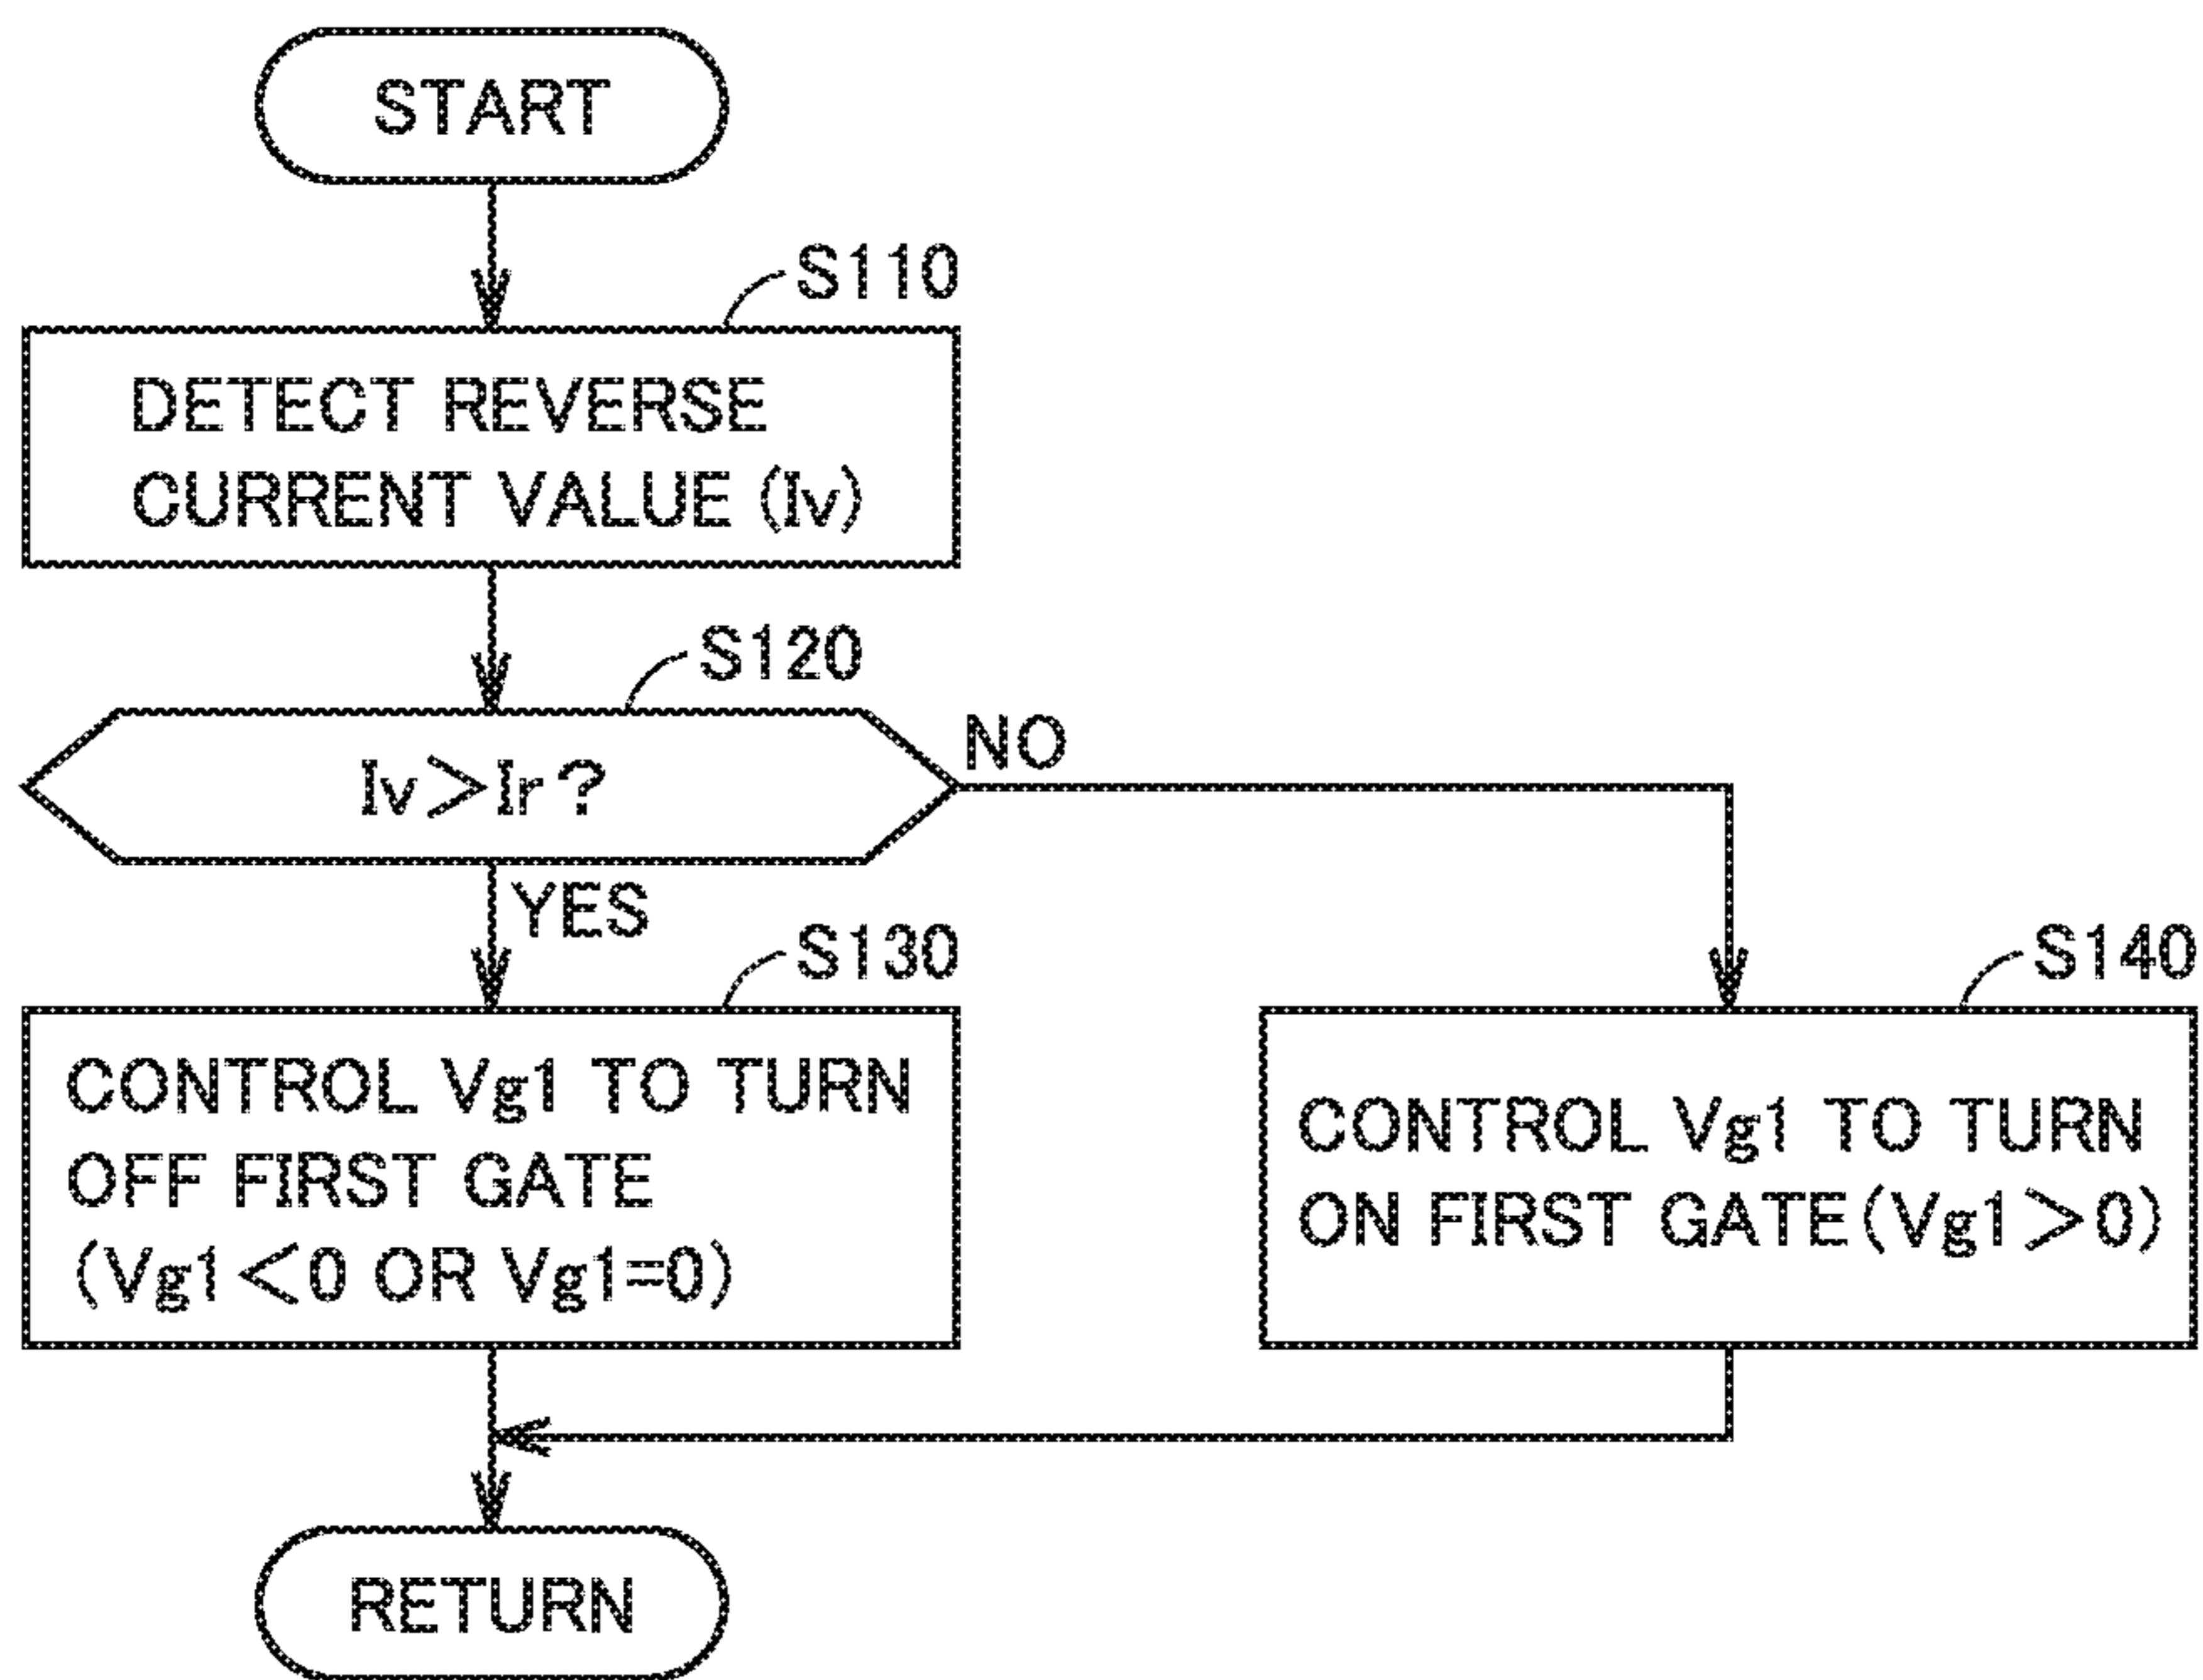 START
S110
DETECT REVERSE
CURRENT VALUE (Iv)
S120
Iv>Ir?
NO
YES
S130
CONTROL Vg1 TO TURN
OFF FIRST GATE
(Vg1<0 OR Vg1=0)
S140
CONTROL Vg1 TO TURN
ON FIRST GATE(Vg1>0)
RETURN